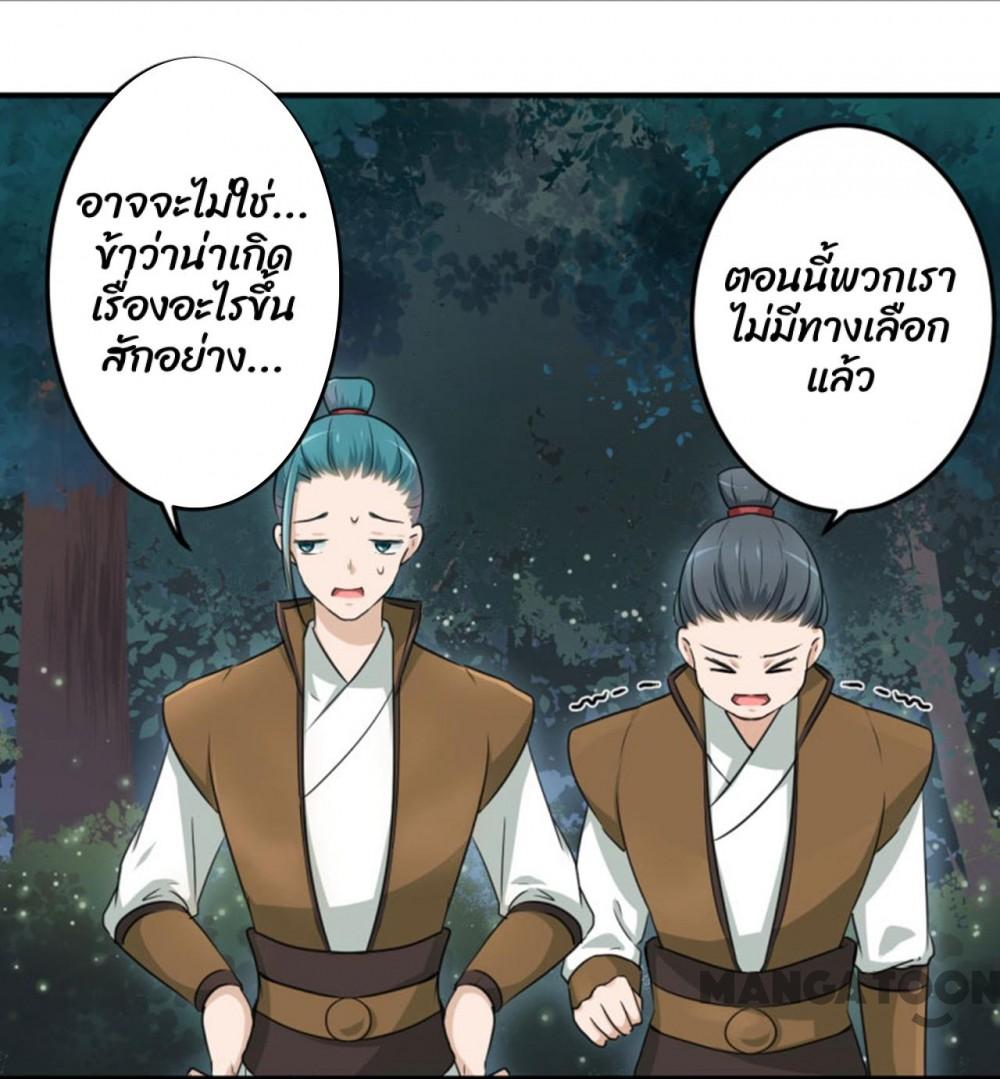 อาจจะไม่ใช่...
ข้าว่าน่าเกิด
เรื่องอะไรขึ้น
สักอย่าง...
ตอนนี้พวกเรา
ไม่มีทางเลือก
แล้ว
MANGATOON